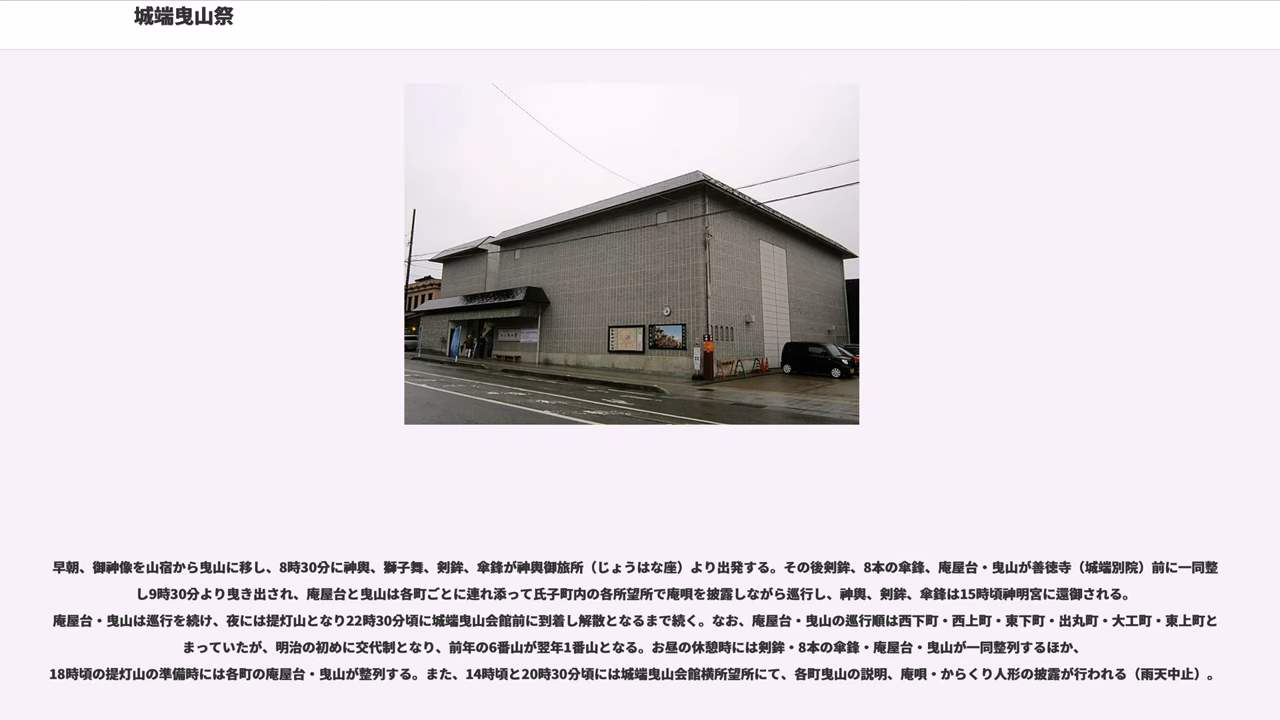 城端曳山祭
早朝、御神像を山宿から曳山に移し、8時30分に神輿、獅子舞、剣鉾、傘鉾が神輿御旅所（じょうはな座）より出発する。その後剣鉾、8本の傘鉾、庵屋台・曳山が善徳寺（城端別院）前に一同整
し9時30分より曳き出され、庵屋台と曳山は各町ごとに連れ添って氏子町内の各所望所で庵唄を披露しながら巡行し、神輿、剣鉾、傘鉾は15時頃神明宮に還御される。
庵屋台・曳山は巡行を続け、夜には提灯山となり22時30分頃に城端曳山会館前に到着し解散となるまで続く。なお、庵屋台・曳山の巡行順は西下町・西上町・東下町・出丸町・大工町・東上町と
まっていたが、明治の初めに交代制となり、前年の6番山が翌年1番山となる。お昼の休憩時には剣鉾・8本の傘鉾・庵屋台・曳山が一同整列するほか、
18時頃の提灯山の準備時には各町の庵屋台・曳山が整列する。また、14時頃と20時30分頃には城端曳山会館横所望所にて、各町曳山の説明、庵唄・からくり人形の披露が行われる（雨天中止）。